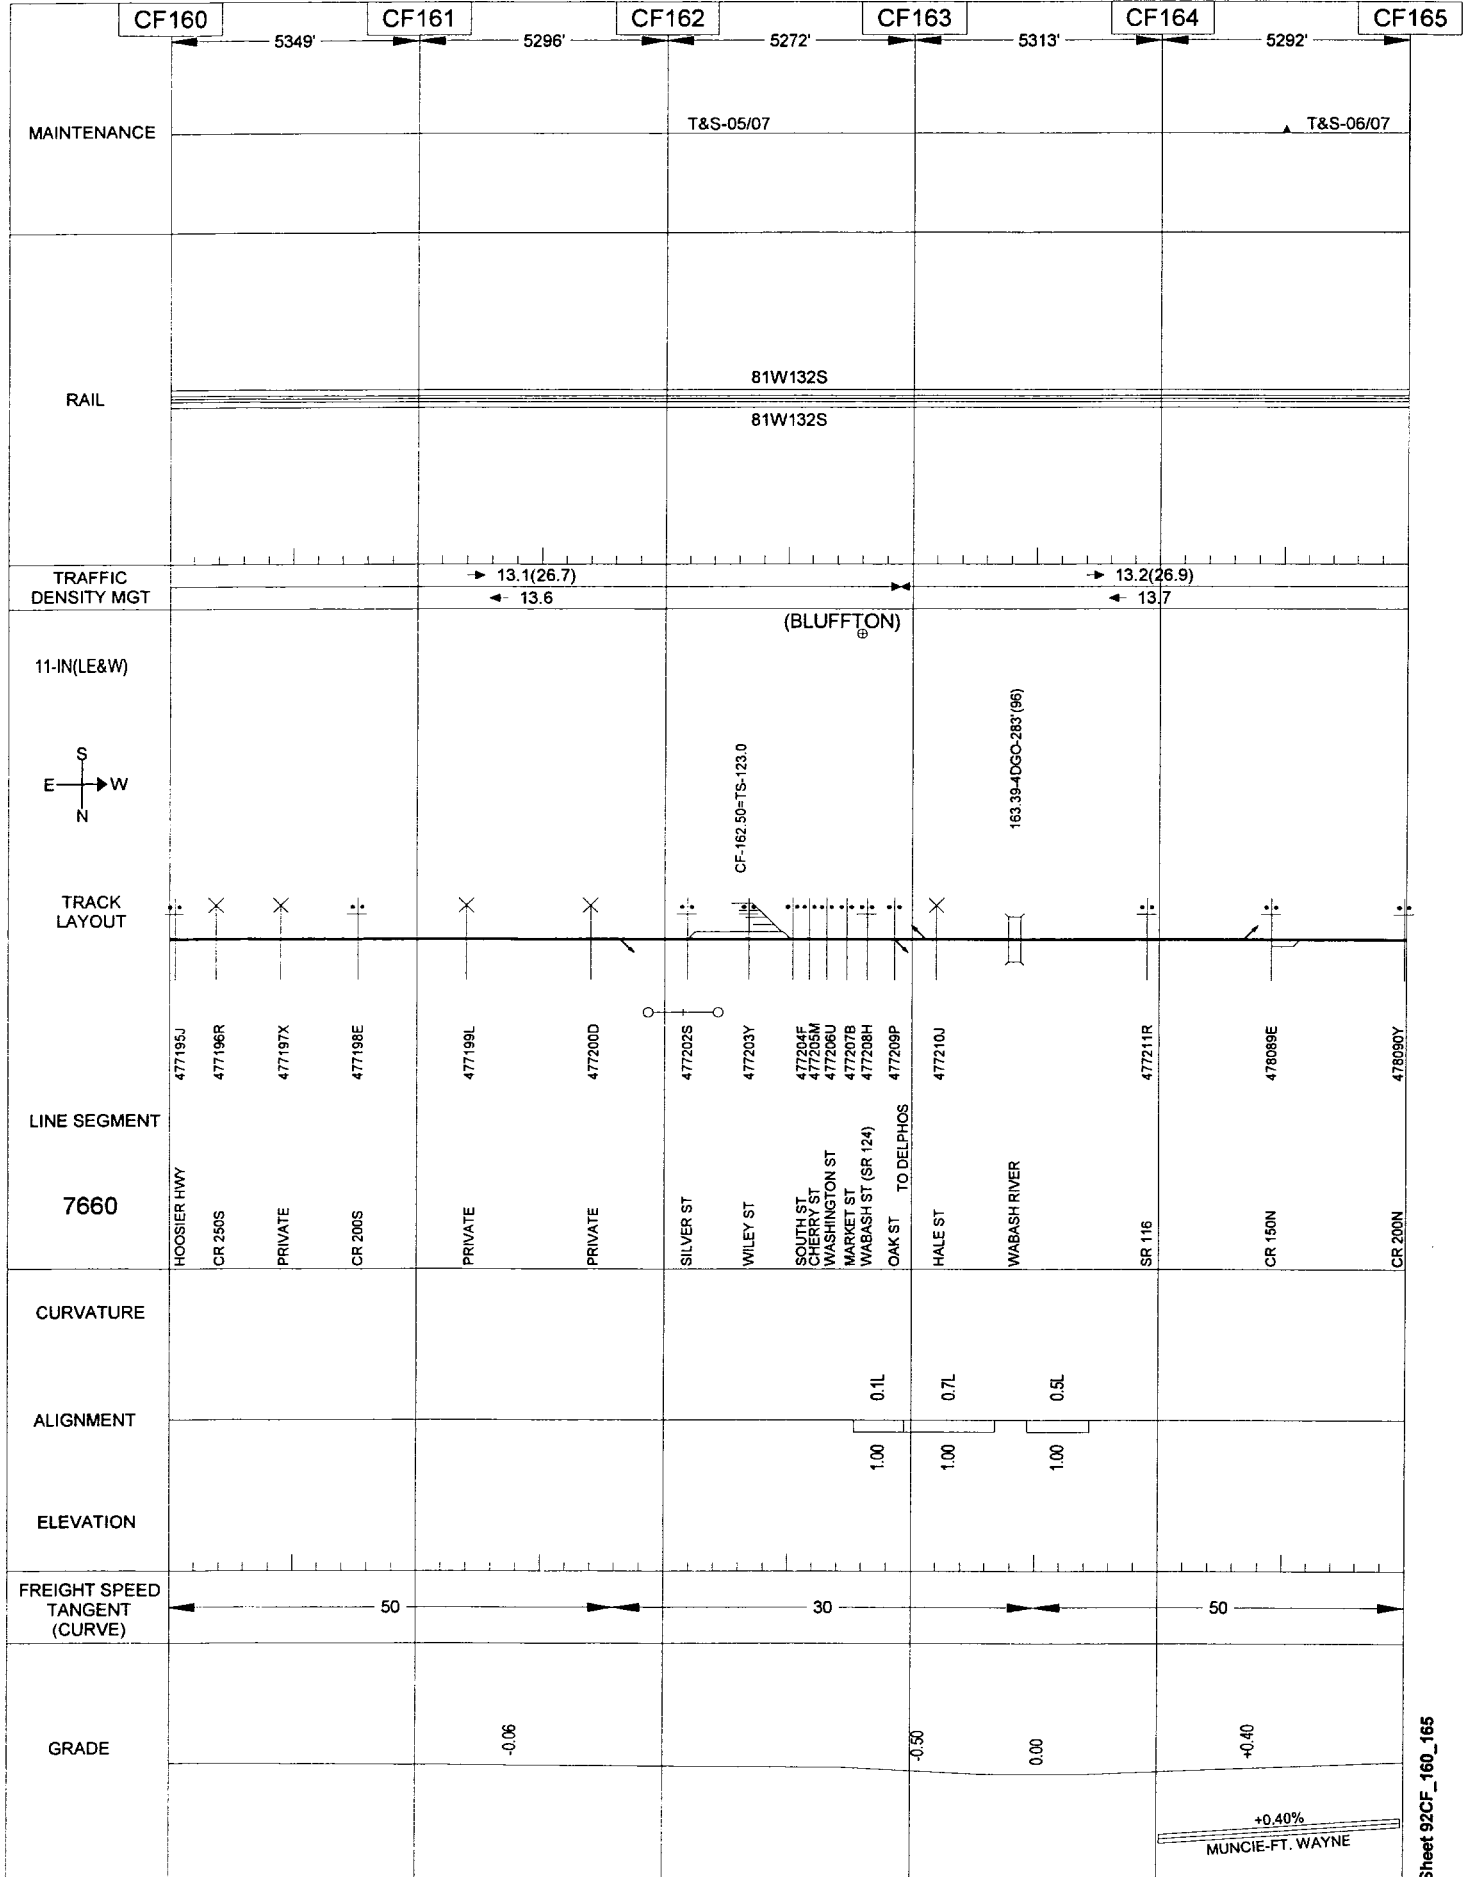 CF160 CF161 CF162 CF163 CF164 CF165
5349' 5296' 5272' 5313' 5292'
MAINTENANCE
T&S-05/07 T&S-06/07
RAIL
81W132S
81W132S
TRAFFIC
DENSITY MGT
13.1(26.7) 13.2(26.9)
13.6 13.7
(BLUFFTON)
11-IN(LE&W)
S
E W
N
CF-162.50=TS-123.0
163.39-4DGO-283'(96)
TRACK
LAYOUT
477195J
477196R
477197X
477198E
477199L
477200D
477202S
477203Y
477204F
477205M
477206U
477207B
477208H
477209P
477210J
477211R
478089E
478090Y
LINE SEGMENT
7660
HOOSIER HWY
CR 250S
PRIVATE
CR 200S
PRIVATE
PRIVATE
SILVER ST
WILEY ST
SOUTH ST
CHERRY ST
WASHINGTON ST
MARKET ST
WABASH ST (SR 124)
OAK ST
TO DELPHOS
HALE ST
WABASH RIVER
SR 116
CR 150N
CR 200N
CURVATURE
ALIGNMENT
0.1L 0.7L 0.5L
1.00 1.00 1.00
ELEVATION
FREIGHT SPEED
TANGENT
(CURVE)
50 30 50
GRADE
-0.06 -0.50 0.00 +0.40
+0.40%
MUNCIE-FT. WAYNE
Sheet 92CF_160_165